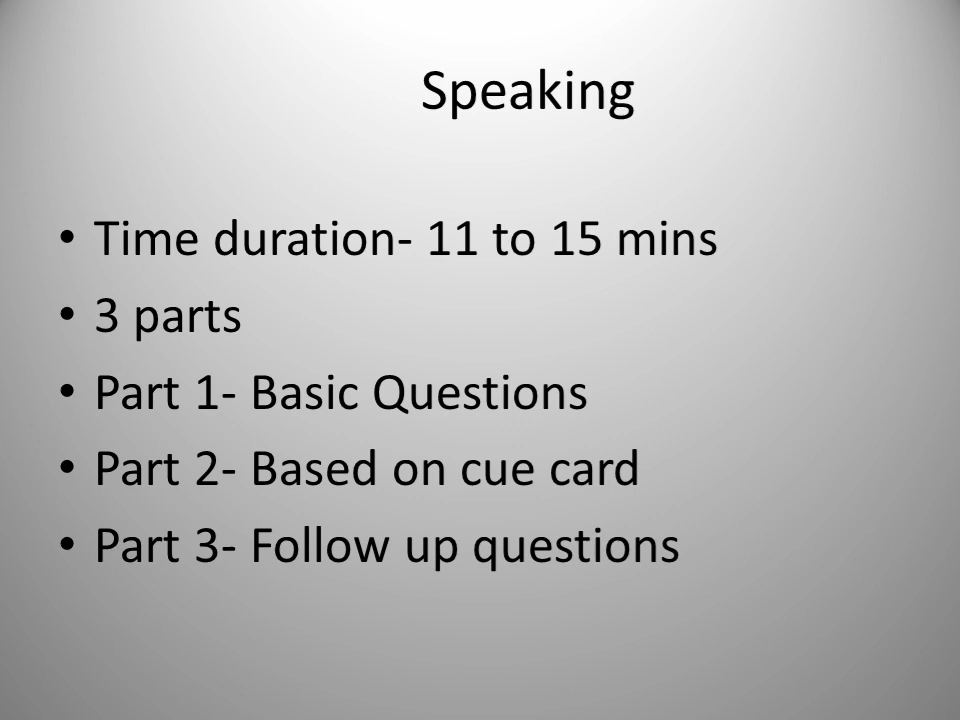 Speaking
• Time duration- 11 to 15 mins
• 3 parts
• Part 1- Basic Questions
• Part 2- Based on cue card
• Part 3- Follow up questions